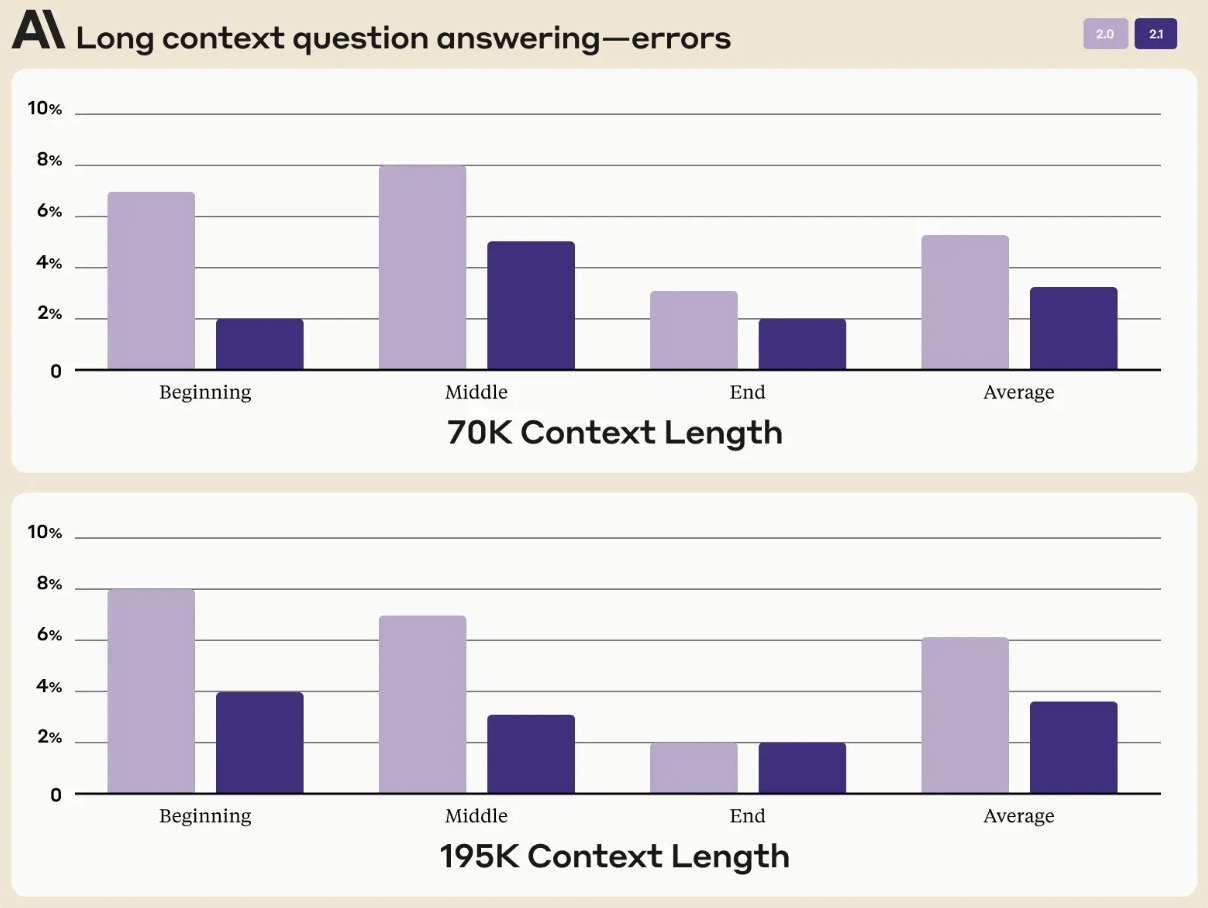 A\ Long context question answering—errors
2.0 2.1
10%
8%
6%
4%
2%
0
Beginning Middle End Average
70K Context Length
10%
8%
6%
4%
2%
0
Beginning Middle End Average
195K Context Length